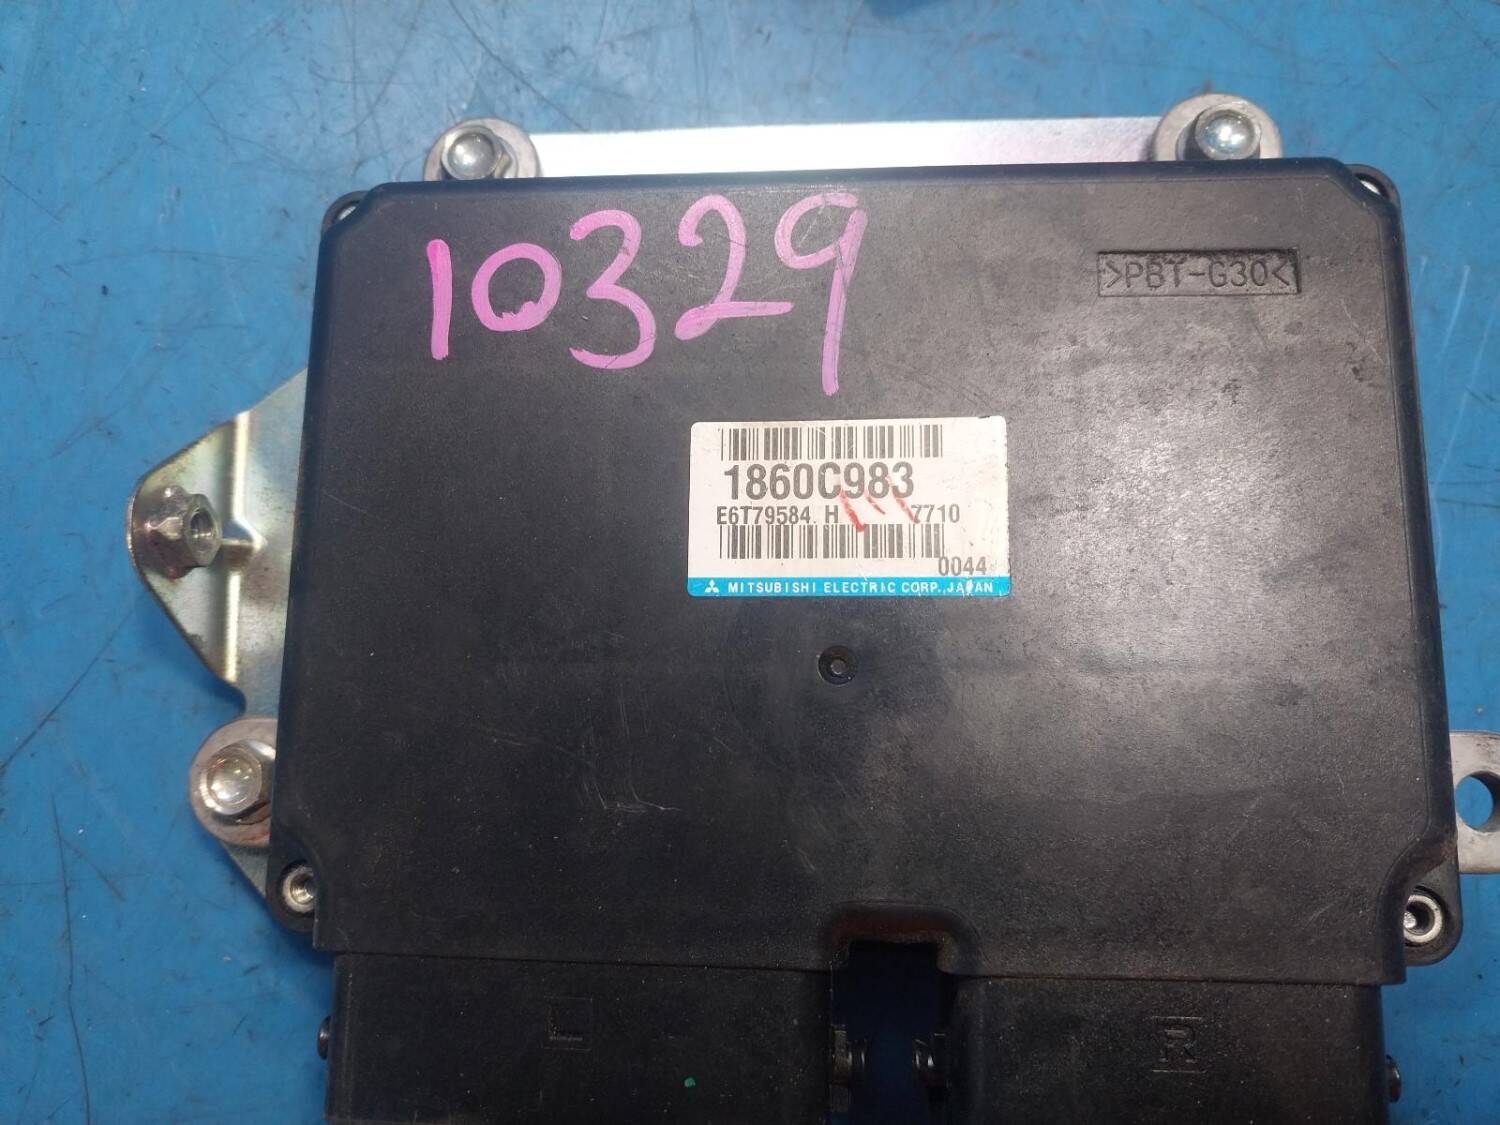 10329
>PBT-G30<
1860C983
E6T79584 H 7710
0044
MITSUBISHI ELECTRIC CORP., JAPAN
L
R